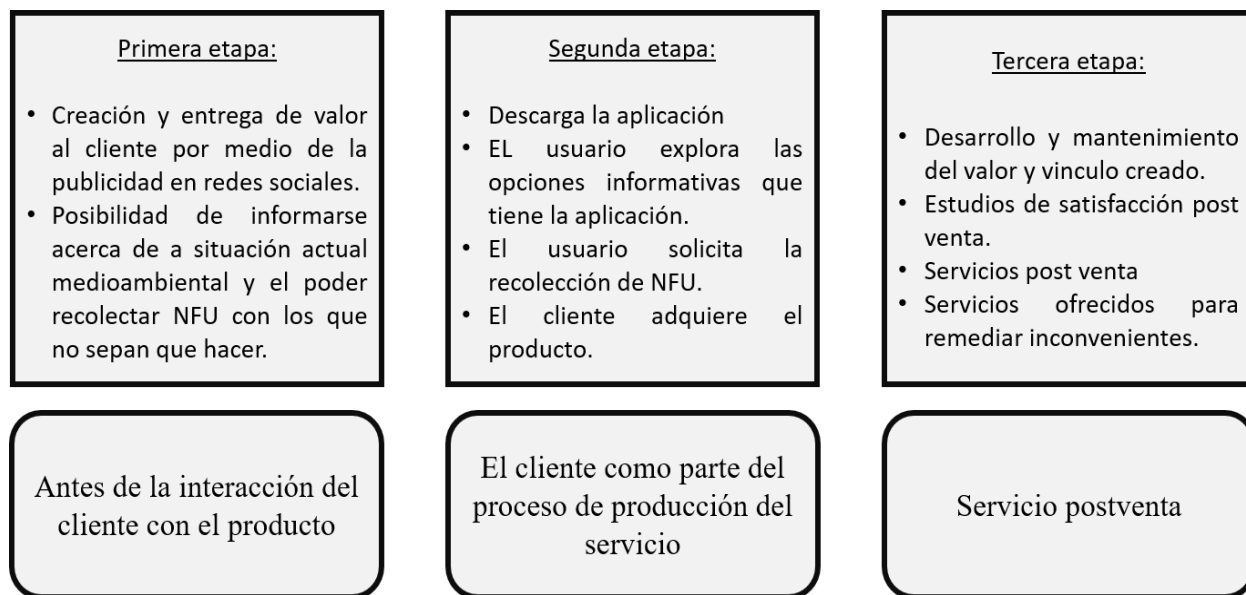 Primera etapa:
• Creación y entrega de valor
al cliente por medio de la
publicidad en redes sociales.
• Posibilidad de informarse
acerca de a situación actual
medioambiental y el poder
recolectar NFU con los que
no sepan que hacer.
Segunda etapa:
• Descarga la aplicación
• EL usuario explora las
opciones informativas que
tiene la aplicación.
• El usuario solicita la
recolección de NFU.
• El cliente adquiere el
producto.
Tercera etapa:
• Desarrollo y mantenimiento
del valor y vinculo creado.
• Estudios de satisfacción post
venta.
• Servicios post venta
• Servicios ofrecidos para
remediar inconvenientes.
Antes de la interacción del
cliente con el producto
El cliente como parte del
proceso de producción del
servicio
Servicio postventa